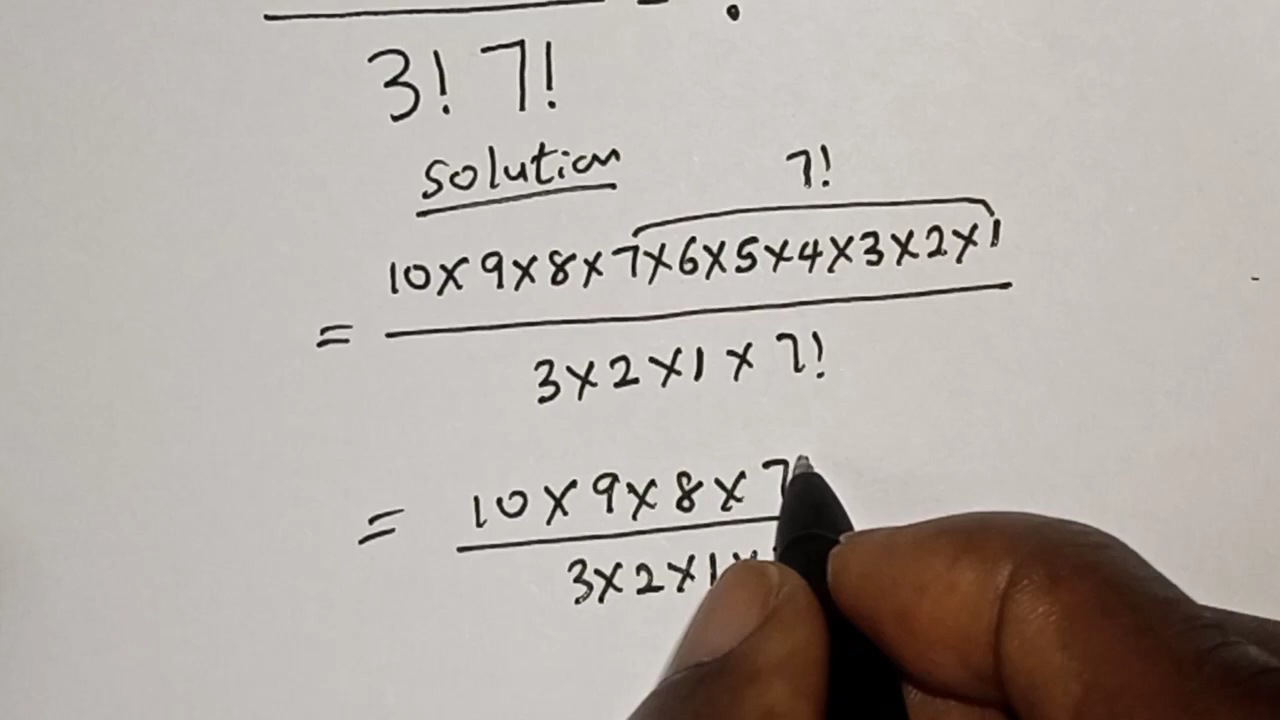 3! 7!
Solution
7!
10 × 9 × 8 × 7 × 6 × 5 × 4 × 3 × 2 × 1
=
3 × 2 × 1 × 7!
10 × 9 × 8 × 7
=
3 × 2 × 1 ×